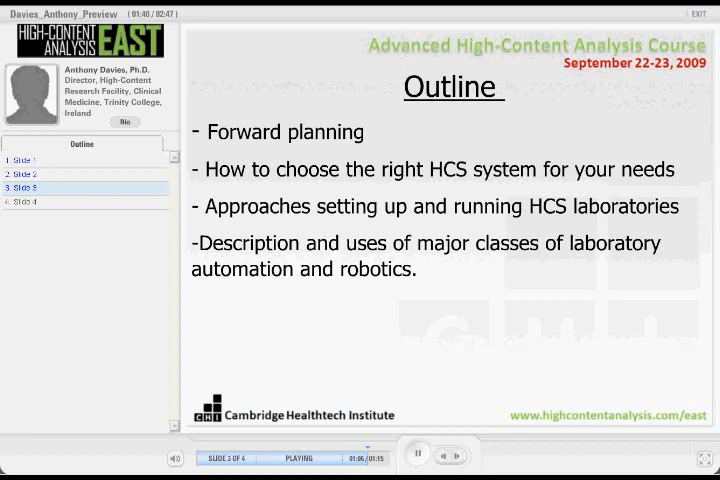 Davies_Anthony_Preview (01:40 / 02:47)
EXIT
HIGH-CONTENT
ANALYSIS EAST
Anthony Davies, Ph.D.
Director, High-Content
Research Facility, Clinical
Medicine, Trinity College,
Ireland
Bio
Outline
1. Slide 1
2. Slide 2
3. Slide 3
4. Slide 4
Advanced High-Content Analysis Course
September 22-23, 2009
Outline
- Forward planning
- How to choose the right HCS system for your needs
- Approaches setting up and running HCS laboratories
-Description and uses of major classes of laboratory
automation and robotics.
CHI Cambridge Healthtech Institute
www.highcontentanalysis.com/east
SLIDE 3 OF 4 PLAYING 01:06/01:15